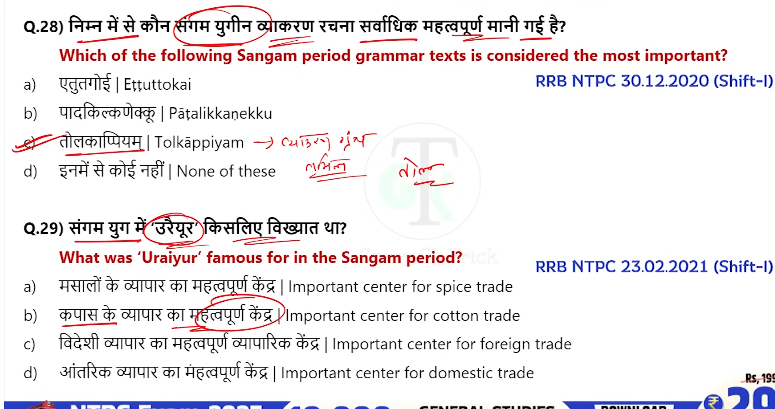 Q.28) निम्न में से कौन संगम युगीन व्याकरण रचना सर्वाधिक महत्वपूर्ण मानी गई है?
Which of the following Sangam period grammar texts is considered the most important?
a) एतुतगोई | Eṭṭuttokai RRB NTPC 30.12.2020 (Shift-I)
b) पादकिल्कणेक्कू | Pāṭalikkaṇekku
c) तोलकाप्पियम् | Tolkāppiyam → व्याकरण ग्रंथ
d) इनमें से कोई नहीं | None of these तमिल तोल
Q.29) संगम युग में 'उरैयूर' किसलिए विख्यात था?
What was 'Uraiyur' famous for in the Sangam period?
RRB NTPC 23.02.2021 (Shift-I)
a) मसालों के व्यापार का महत्वपूर्ण केंद्र | Important center for spice trade
b) कपास के व्यापार का महत्वपूर्ण केंद्र | Important center for cotton trade
c) विदेशी व्यापार का महत्वपूर्ण व्यापारिक केंद्र | Important center for foreign trade
d) आंतरिक व्यापार का मंहत्वपूर्ण केंद्र | Important center for domestic trade